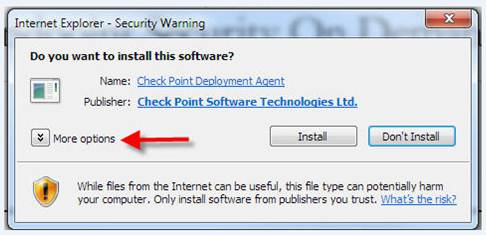 Internet Explorer - Security Warning
Do you want to install this software?
Name: Check Point Deployment Agent
Publisher: Check Point Software Technologies Ltd.
More options Install Don't Install
While files from the Internet can be useful, this file type can potentially harm
your computer. Only install software from publishers you trust. What's the risk?